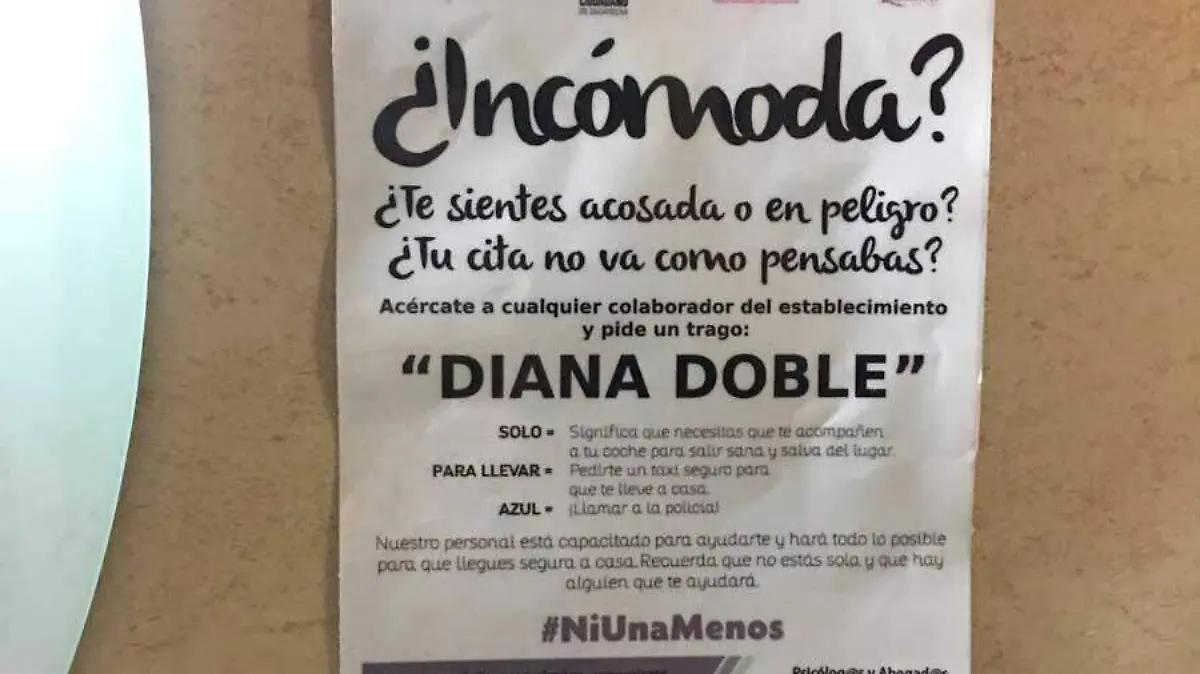 ¿Incómoda?
¿Te sientes acosada o en peligro?
¿Tu cita no va como pensabas?
Acércate a cualquier colaborador del establecimiento
y pide un trago:
“DIANA DOBLE”
SOLO = Significa que necesitas que te acompañen
a tu coche para salir sana y salva del lugar.
PARA LLEVAR = Pedirte un taxi seguro para
que te lleve a casa.
AZUL = ¡Llamar a la policía!
Nuestro personal está capacitado para ayudarte y hará todo lo posible
para que llegues segura a casa. Recuerda que no estás sola y que hay
alguien que te ayudará.
#NiUnaMenos
Psicólog@s y Abogad@s